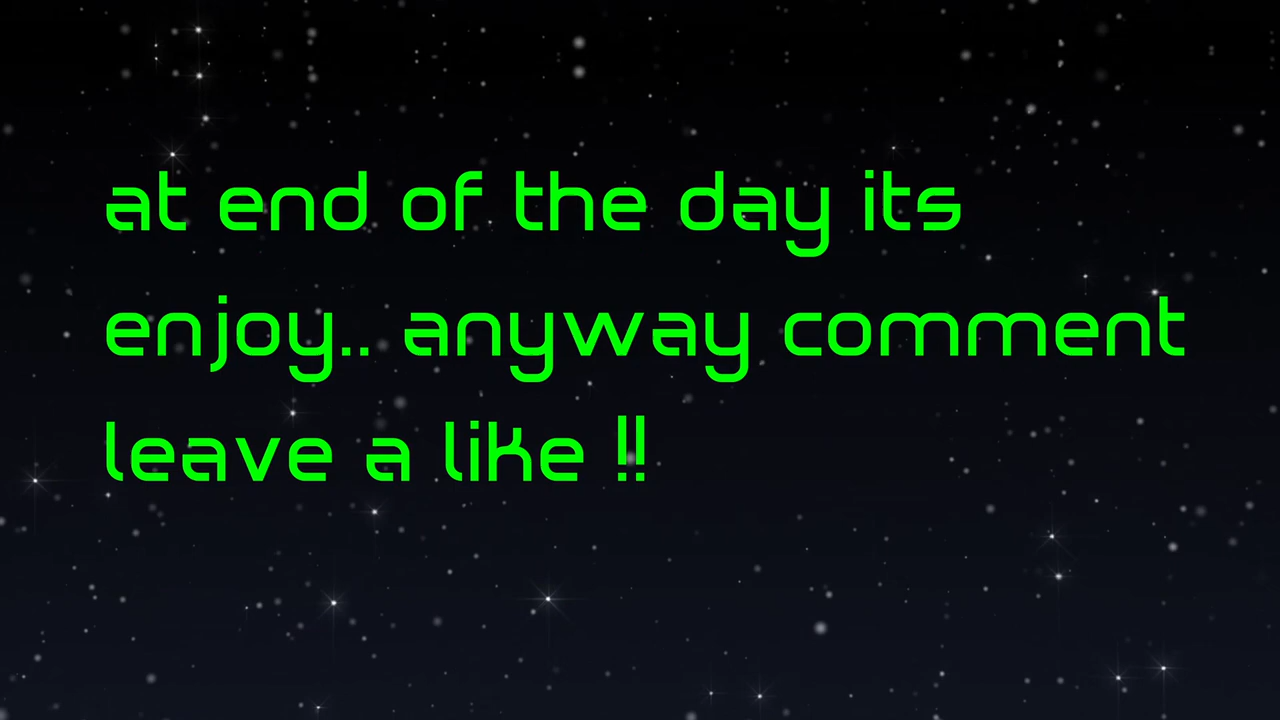 at end of the day its
enjoy.. anyway comment
leave a like !!